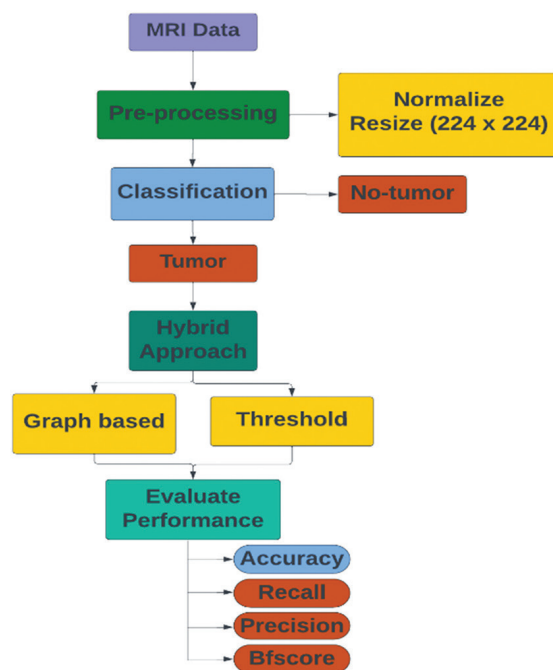 MRI Data
Pre-processing
Normalize
Resize (224 x 224)
Classification
No-tumor
Tumor
Hybrid
Approach
Graph based
Threshold
Evaluate
Performance
Accuracy
Recall
Precision
Bfscore